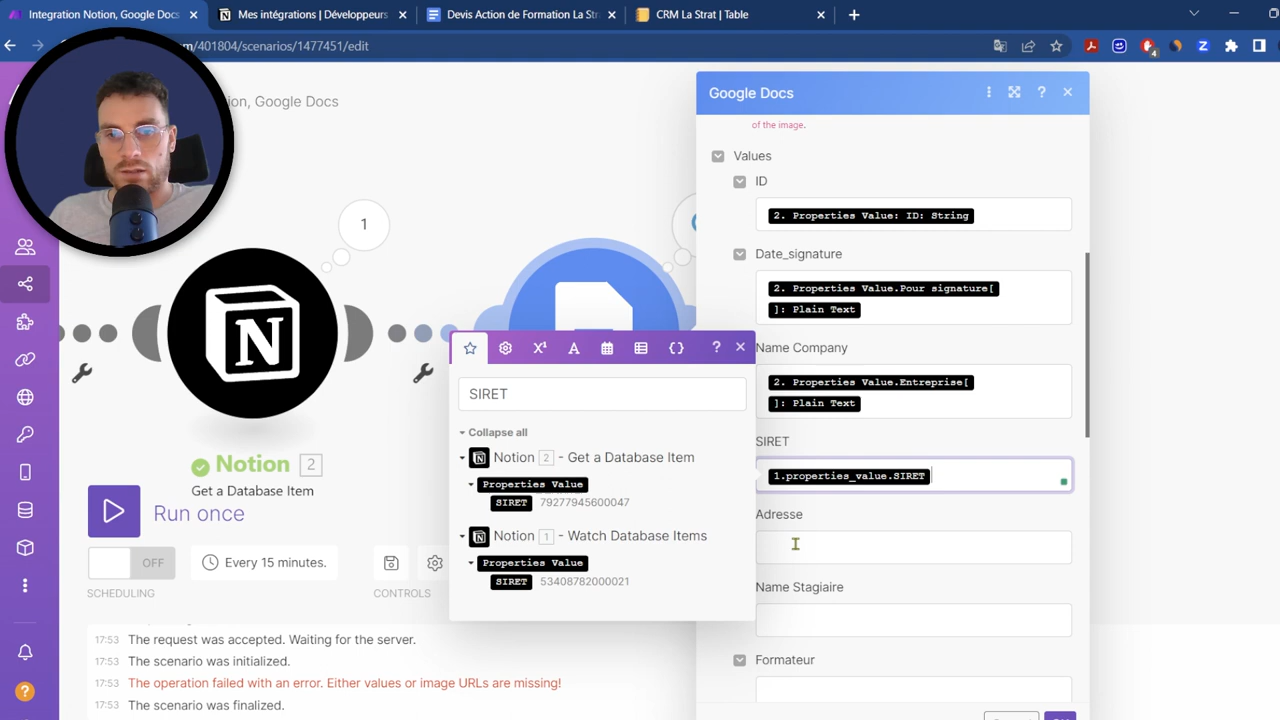 Integration Notion, Google Docs
Mes intégrations | Développeurs
Devis Action de Formation La Str
CRM La Strat | Table
/401804/scenarios/1477451/edit
4
Google Docs
of the image.
Values
ID
2. Properties Value: ID: String
Date_signature
2. Properties Value.Pour signature[
]: Plain Text
Name Company
2. Properties Value.Entreprise[
]: Plain Text
SIRET
1.properties_value.SIRET
Adresse
Name Stagiaire
Formateur
ion, Google Docs
1
N
Notion 2
Get a Database Item
Run once
OFF
Every 15 minutes.
SCHEDULING
CONTROLS
SIRET
Collapse all
Notion 2 - Get a Database Item
Properties Value
SIRET 79277945600047
Notion 1 - Watch Database Items
Properties Value
SIRET 53408782000021
17:53 The request was accepted. Waiting for the server.
17:53 The scenario was initialized.
17:53 The operation failed with an error. Either values or image URLs are missing!
17:53 The scenario was finalized.